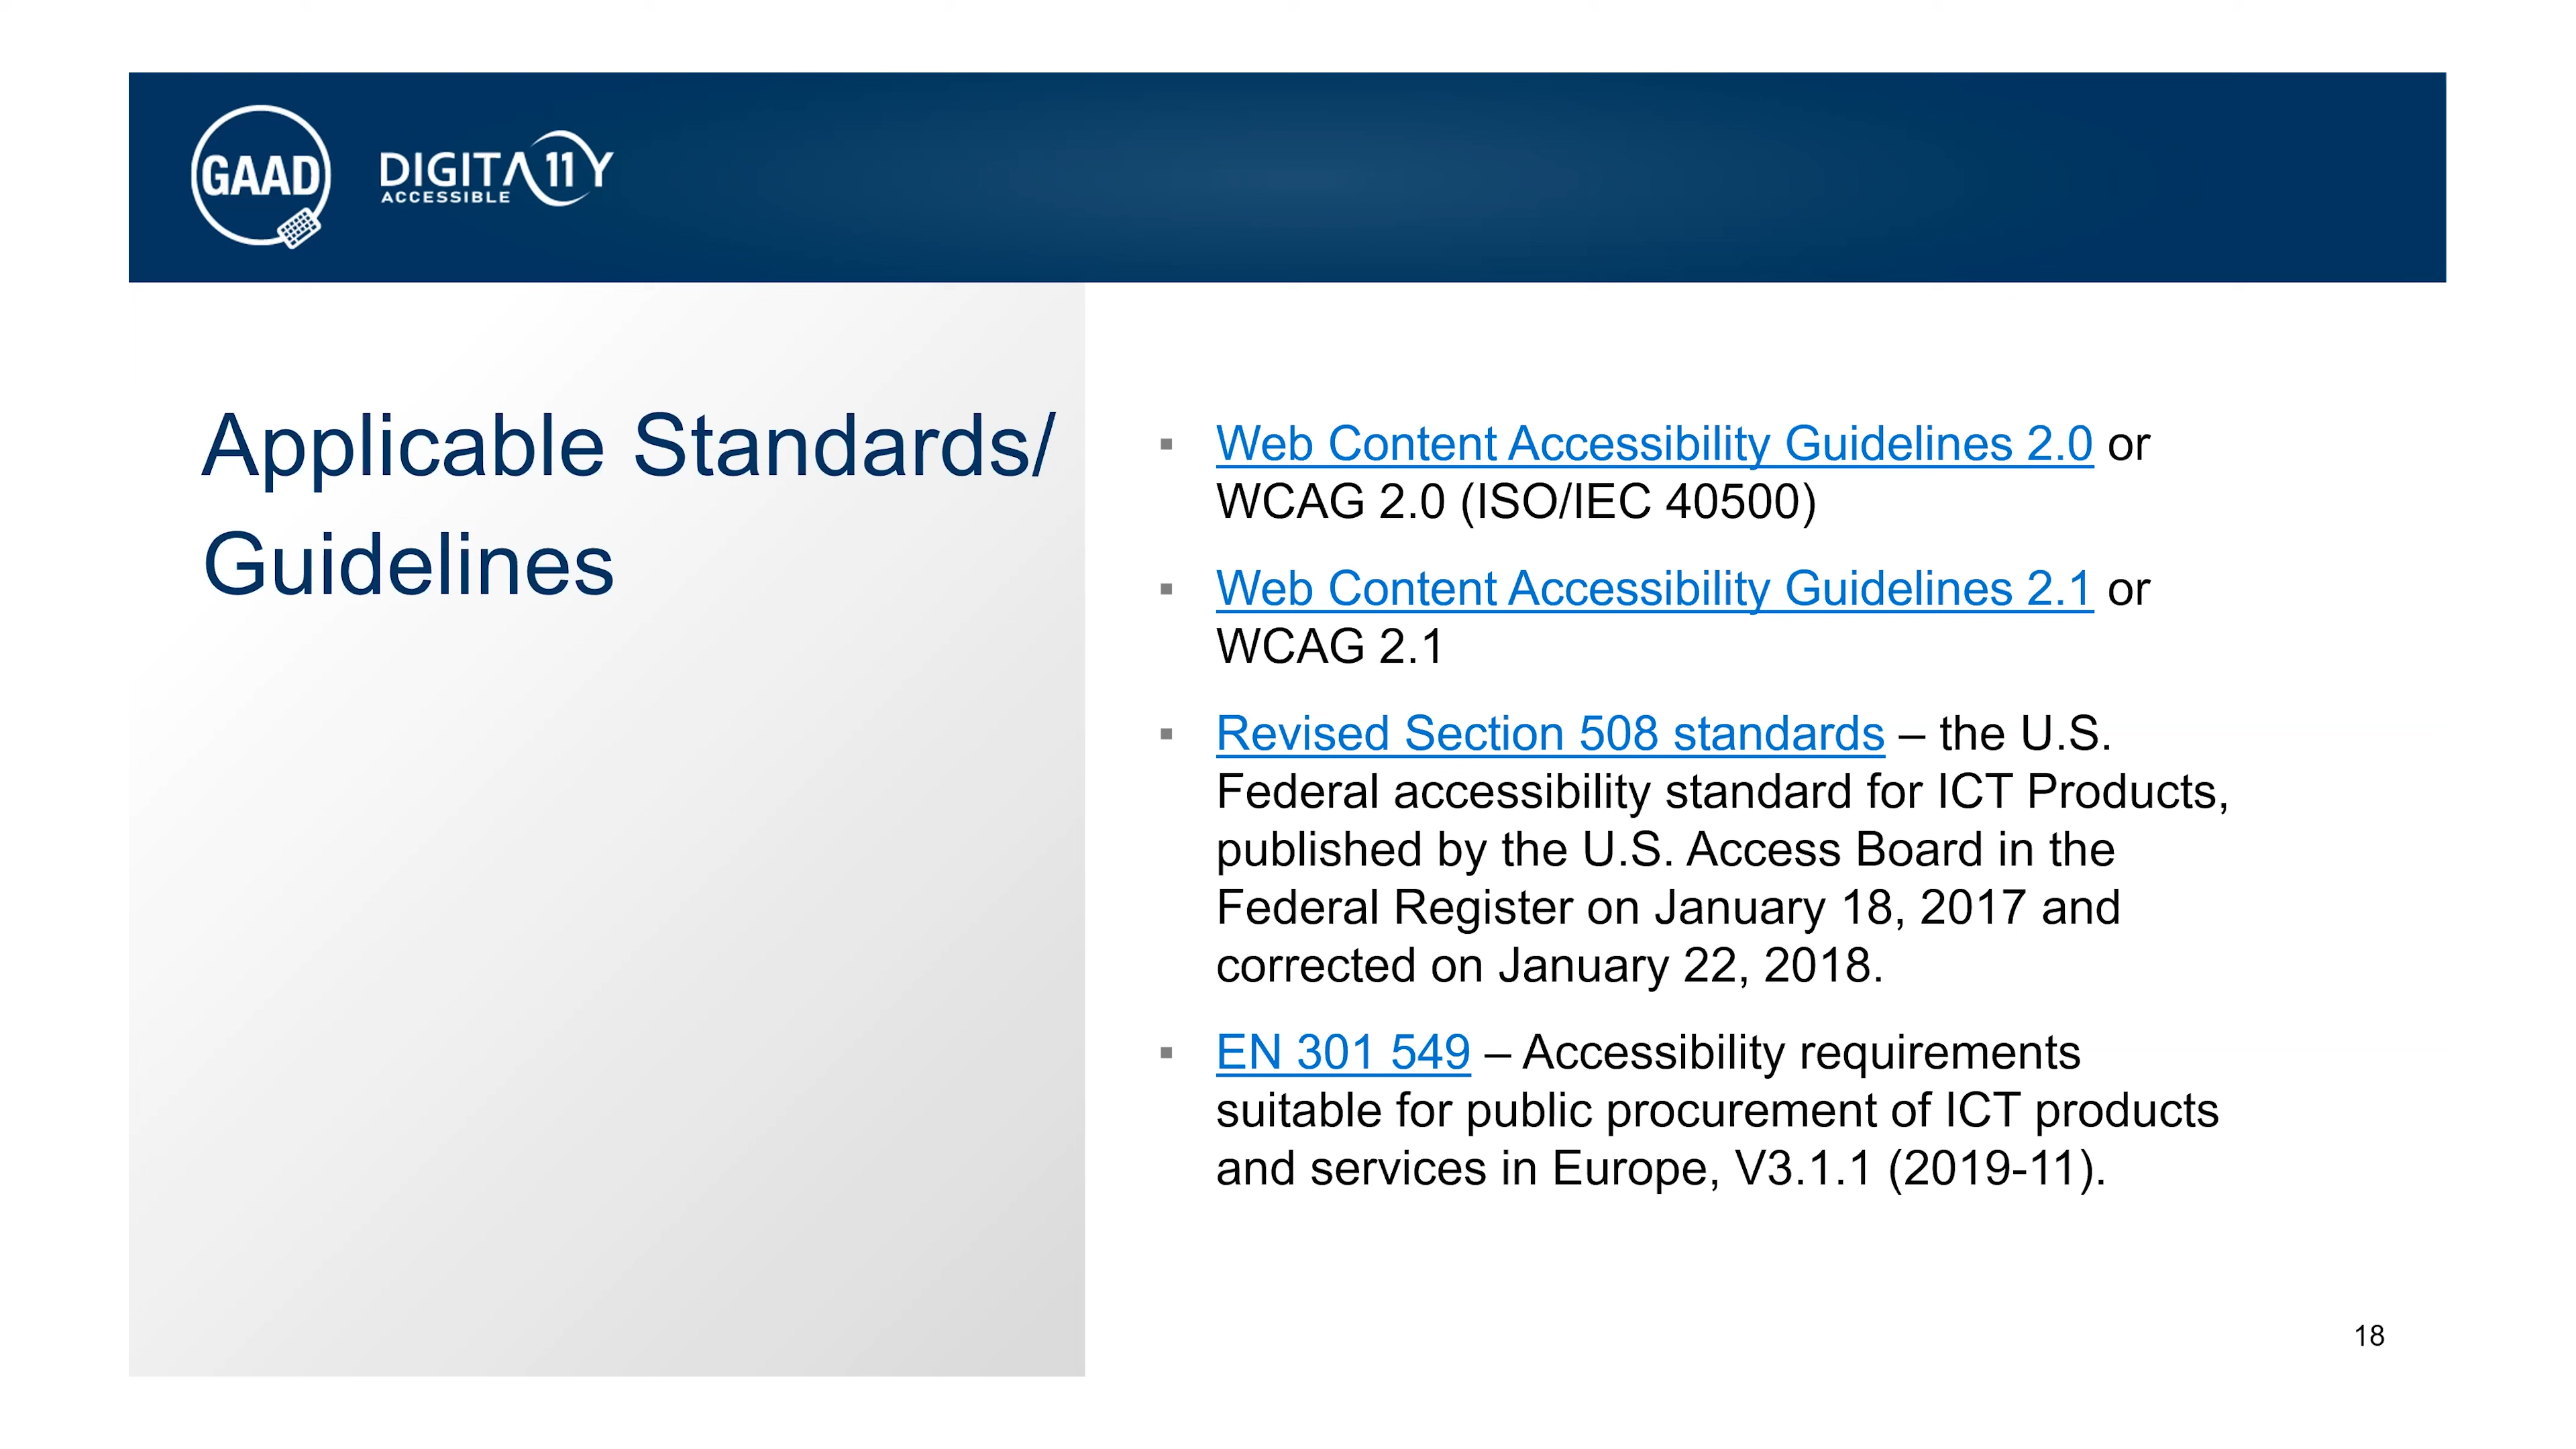 GAAD
DIGITA11Y
ACCESSIBLE
Applicable Standards/
Guidelines
▪ Web Content Accessibility Guidelines 2.0 or
WCAG 2.0 (ISO/IEC 40500)
▪ Web Content Accessibility Guidelines 2.1 or
WCAG 2.1
▪ Revised Section 508 standards – the U.S.
Federal accessibility standard for ICT Products,
published by the U.S. Access Board in the
Federal Register on January 18, 2017 and
corrected on January 22, 2018.
▪ EN 301 549 – Accessibility requirements
suitable for public procurement of ICT products
and services in Europe, V3.1.1 (2019-11).
18